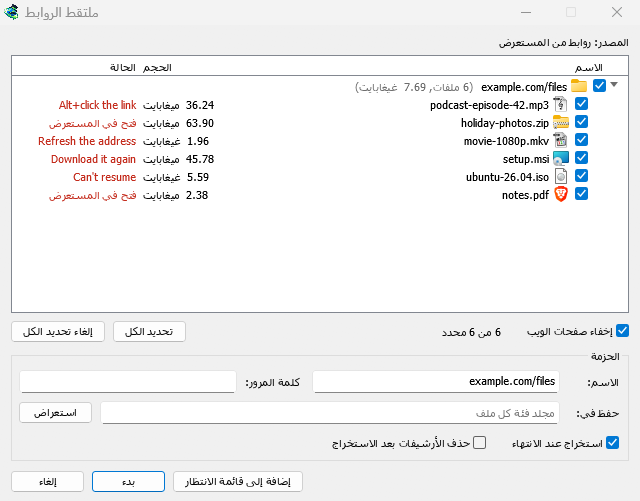 ملتقط الروابط
المصدر: روابط من المستعرض
الاسم الحجم الحالة
example.com/files (6 ملفات, 7.69 غيغابايت)
podcast-episode-42.mp3 36.24 ميغابايت Alt+click the link
holiday-photos.zip 63.90 ميغابايت فتح في المستعرض
movie-1080p.mkv 1.96 غيغابايت Refresh the address
setup.msi 45.78 ميغابايت Download it again
ubuntu-26.04.iso 5.59 غيغابايت Can't resume
notes.pdf 2.38 ميغابايت فتح في المستعرض
إخفاء صفحات الويب 6 من 6 محدد تحديد الكل إلغاء تحديد الكل
الحزمة
الاسم: example.com/files كلمة المرور:
حفظ في: مجلد فئة كل ملف استعراض
استخراج عند الانتهاء حذف الأرشيفات بعد الاستخراج
إضافة إلى قائمة الانتظار بدء إلغاء